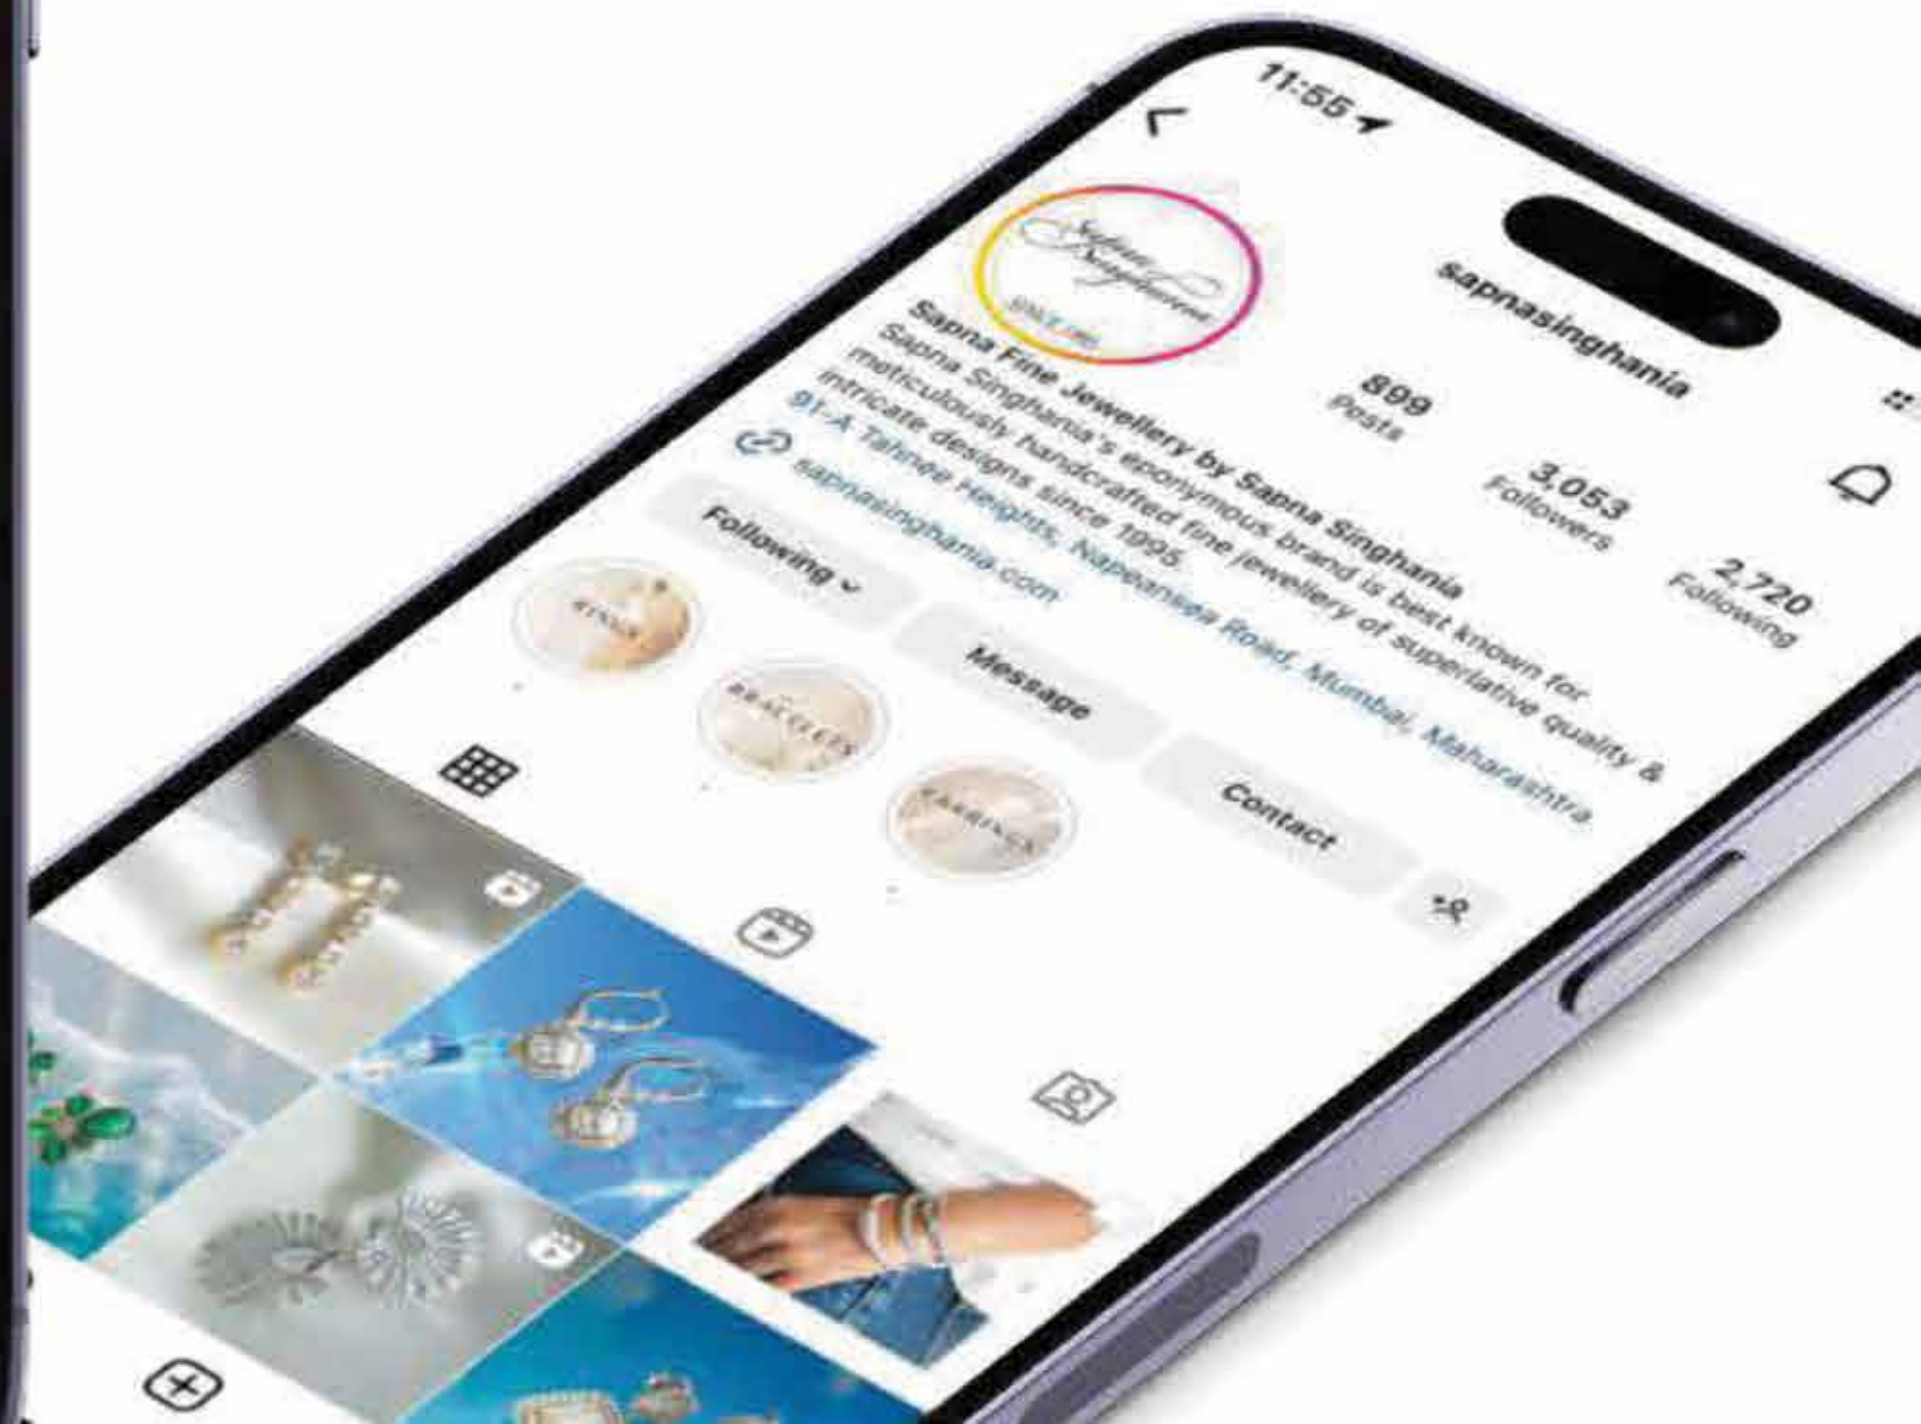 11:55
sapnasinghania
Sapna
Singhania
899
Posts
3,053
Followers
2,720
Following
Sapna Fine Jewellery by Sapna Singhania
Sapna Singhania's eponymous brand is best known for
meticulously handcrafted fine jewellery of superlative quality &
intricate designs since 1995.
91-A Tahnee Heights, Napeansea Road, Mumbai, Maharashtra
sapnasinghania.com
Following
Message
Contact
RINGS
BRACELETS
EARRINGS